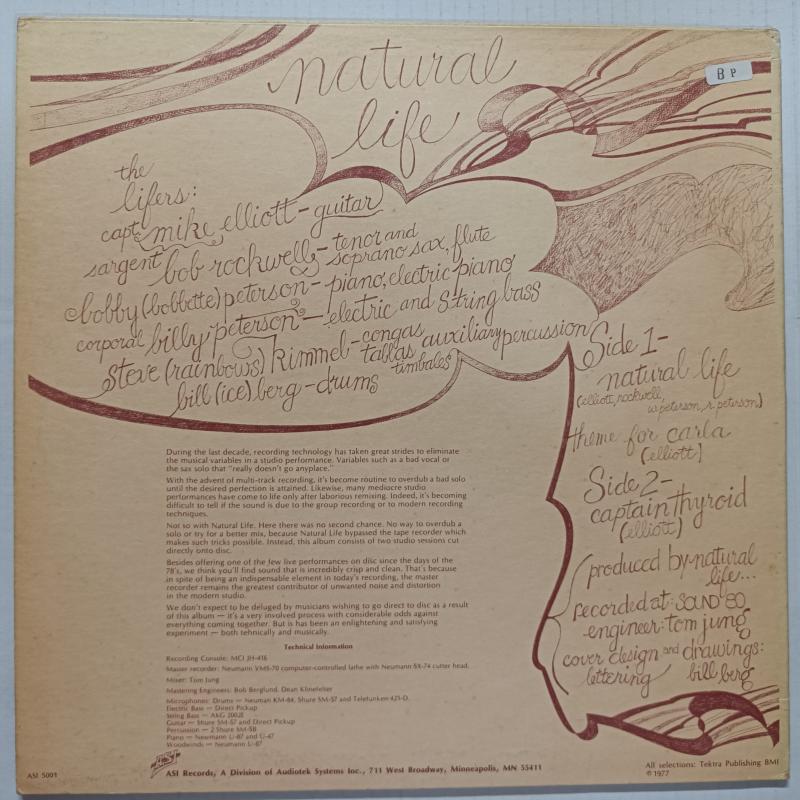 natural
life
B P
the
lifers:
capt. mike elliott - guitar
sargent bob rockwell - tenor and
soprano sax, flute
bobby (bobbette) peterson - piano, electric piano
corporal billy peterson - electric and string bass
steve (rainbows) kimmel - congas
tablas auxiliary percussion
timbales
bill (ice) berg - drums
Side 1-
natural life
(elliott, rockwell,
w. peterson, r. peterson)
theme for carla
(elliott)
Side 2-
captain thyroid
(elliott)
produced by natural
life...
recorded at: SOUND 80
engineer: tom jung
cover design and drawings:
lettering bill berg
During the last decade, recording technology has taken great strides to eliminate
the musical variables in a studio performance. Variables such as a bad vocal or
the sax solo that "really doesn't go anyplace."
With the advent of multi-track recording, it's become routine to overdub a bad solo
until the desired perfection is attained. Likewise, many mediocre studio
performances have come to life only after laborious remixing. Indeed, it's becoming
difficult to tell if the sound is due to the group recording or to modern recording
techniques.
Not so with Natural Life. Here there was no second chance. No way to overdub a
solo or try for a better mix, because Natural Life bypassed the tape recorder which
makes such tricks possible. Instead, this album consists of two studio sessions cut
directly onto disc.
Besides offering one of the few live performances on disc since the days of the
78's, we think you'll find sound that is incredibly crisp and clean. That's because
in spite of being an indispensable element in today's recording, the master
recorder remains the greatest contributor of unwanted noise and distortion
in the modern studio.
We don't expect to be deluged by musicians wishing to go direct to disc as a result
of this album — it's a very involved process with considerable odds against
everything coming together. But is has been an enlightening and satisfying
experiment — both tehnically and musically.
Technical Information
Recording Console: MCI JH-416
Master recorder: Neumann VMS-70 computer-controlled lathe with Neumann SX-74 cutter head.
Mixer: Tom Jung
Mastering Engineers: Bob Berglund, Dean Klinefelter
Microphones: Drums — Neuman KM-84, Shure SM-57 and Telefunken 421-D.
Electric Bass — Direct Pickup
String Bass — AKG 200JE
Guitar — Shure SM-57 and Direct Pickup
Percussion — 2 Shure SM-5B
Piano — Newmann U-87 and U-47
Woodwinds — Neumann U-87
ASI
ASI 5001
ASI Records, A Division of Audiotek Systems Inc., 711 West Broadway, Minneapolis, MN 55411
All selections: Tektra Publishing BMI
©1977